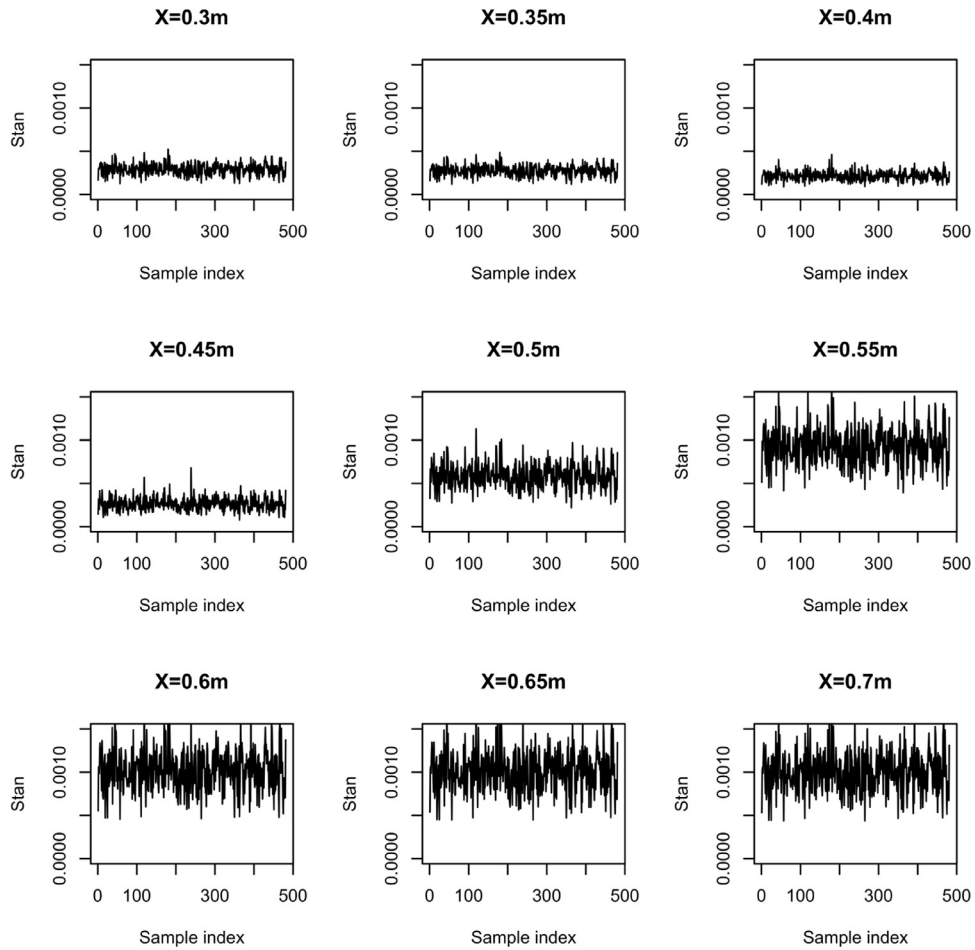 X=0.3m
Stan
0.0010
0.0000
0 100 300 500
Sample index
X=0.35m
Stan
0.0010
0.0000
0 100 300 500
Sample index
X=0.4m
Stan
0.0010
0.0000
0 100 300 500
Sample index
X=0.45m
Stan
0.0010
0.0000
0 100 300 500
Sample index
X=0.5m
Stan
0.0010
0.0000
0 100 300 500
Sample index
X=0.55m
Stan
0.0010
0.0000
0 100 300 500
Sample index
X=0.6m
Stan
0.0010
0.0000
0 100 300 500
Sample index
X=0.65m
Stan
0.0010
0.0000
0 100 300 500
Sample index
X=0.7m
Stan
0.0010
0.0000
0 100 300 500
Sample index